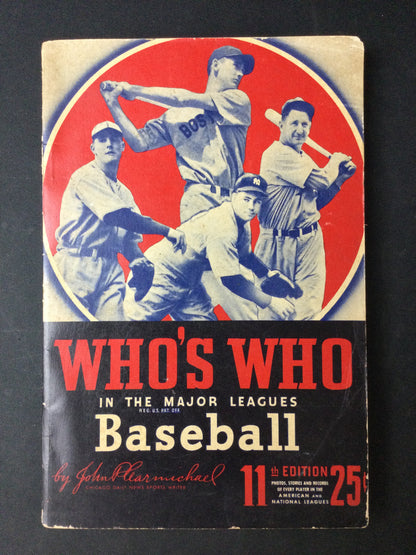 BOS
WHO'S WHO
IN THE MAJOR LEAGUES
REG. U.S. PAT. OFF.
Baseball
by John P. Carmichael
CHICAGO DAILY NEWS SPORTS WRITER
11th EDITION 25¢
PHOTOS, STORIES AND RECORDS
OF EVERY PLAYER IN THE
AMERICAN AND
NATIONAL LEAGUES